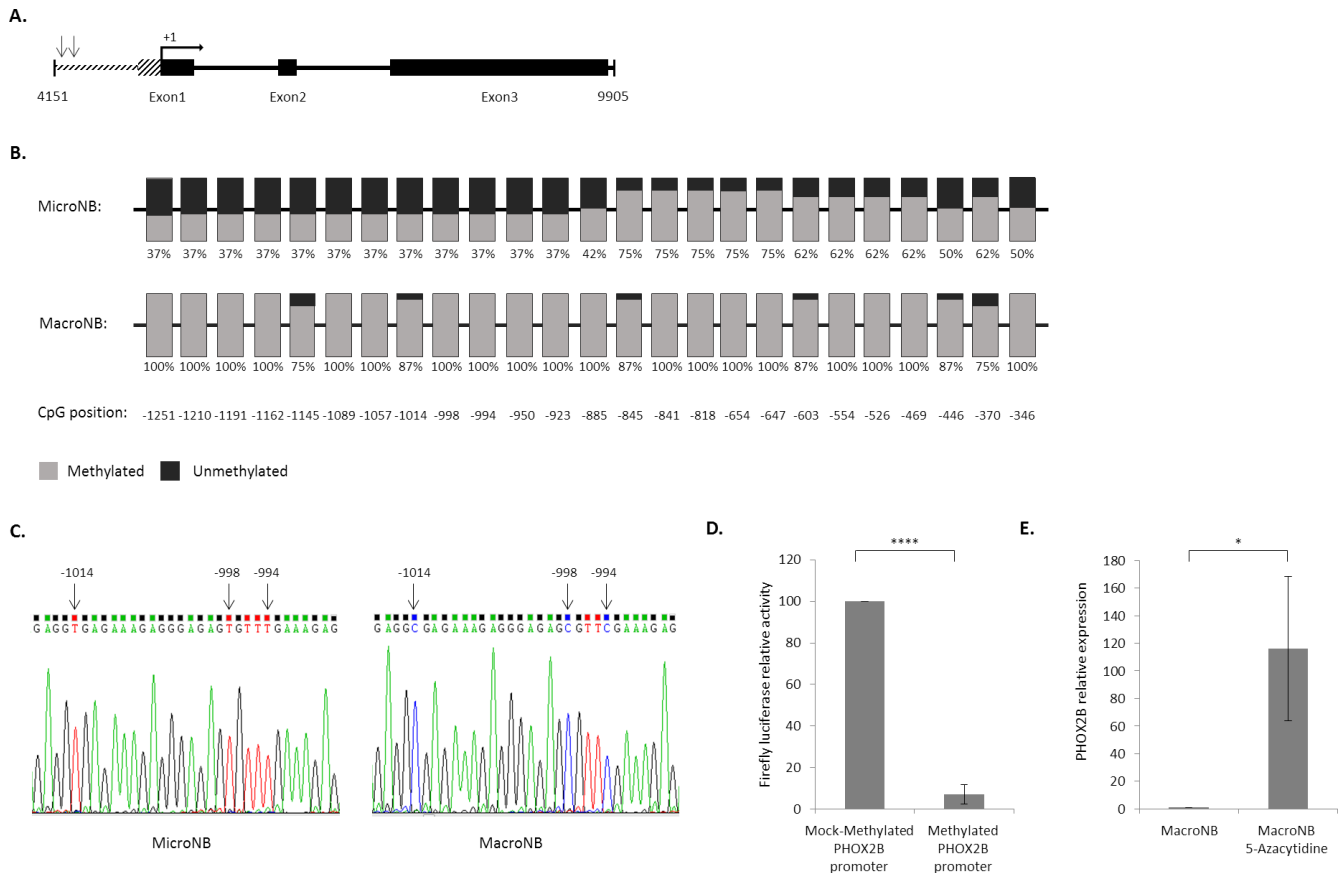 A.
+1
4151 Exon1 Exon2 Exon3 9905
B.
MicroNB:
37% 37% 37% 37% 37% 37% 37% 37% 37% 37% 37% 37% 42% 75% 75% 75% 75% 75% 62% 62% 62% 62% 50% 62% 50%
MacroNB:
100% 100% 100% 100% 75% 100% 100% 87% 100% 100% 100% 100% 100% 87% 100% 100% 100% 100% 87% 100% 100% 100% 87% 75% 100%
CpG position: -1251 -1210 -1191 -1162 -1145 -1089 -1057 -1014 -998 -994 -950 -923 -885 -845 -841 -818 -654 -647 -603 -554 -526 -469 -446 -370 -346
Methylated Unmethylated
C.
-1014 -998 -994
GAGGTGAGAAAGAGGGAGAGTGTTTGAAAGAG
MicroNB
-1014 -998 -994
GAGGCGAGAAAGAGGGAGAGCGTTCGAAAGAG
MacroNB
D.
****
Firefly luciferase relative activity
120
100
80
60
40
20
0
Mock-Methylated
PHOX2B
promoter
Methylated
PHOX2B
promoter
E.
*
PHOX2B relative expression
180
160
140
120
100
80
60
40
20
0
MacroNB
MacroNB
5-Azacytidine